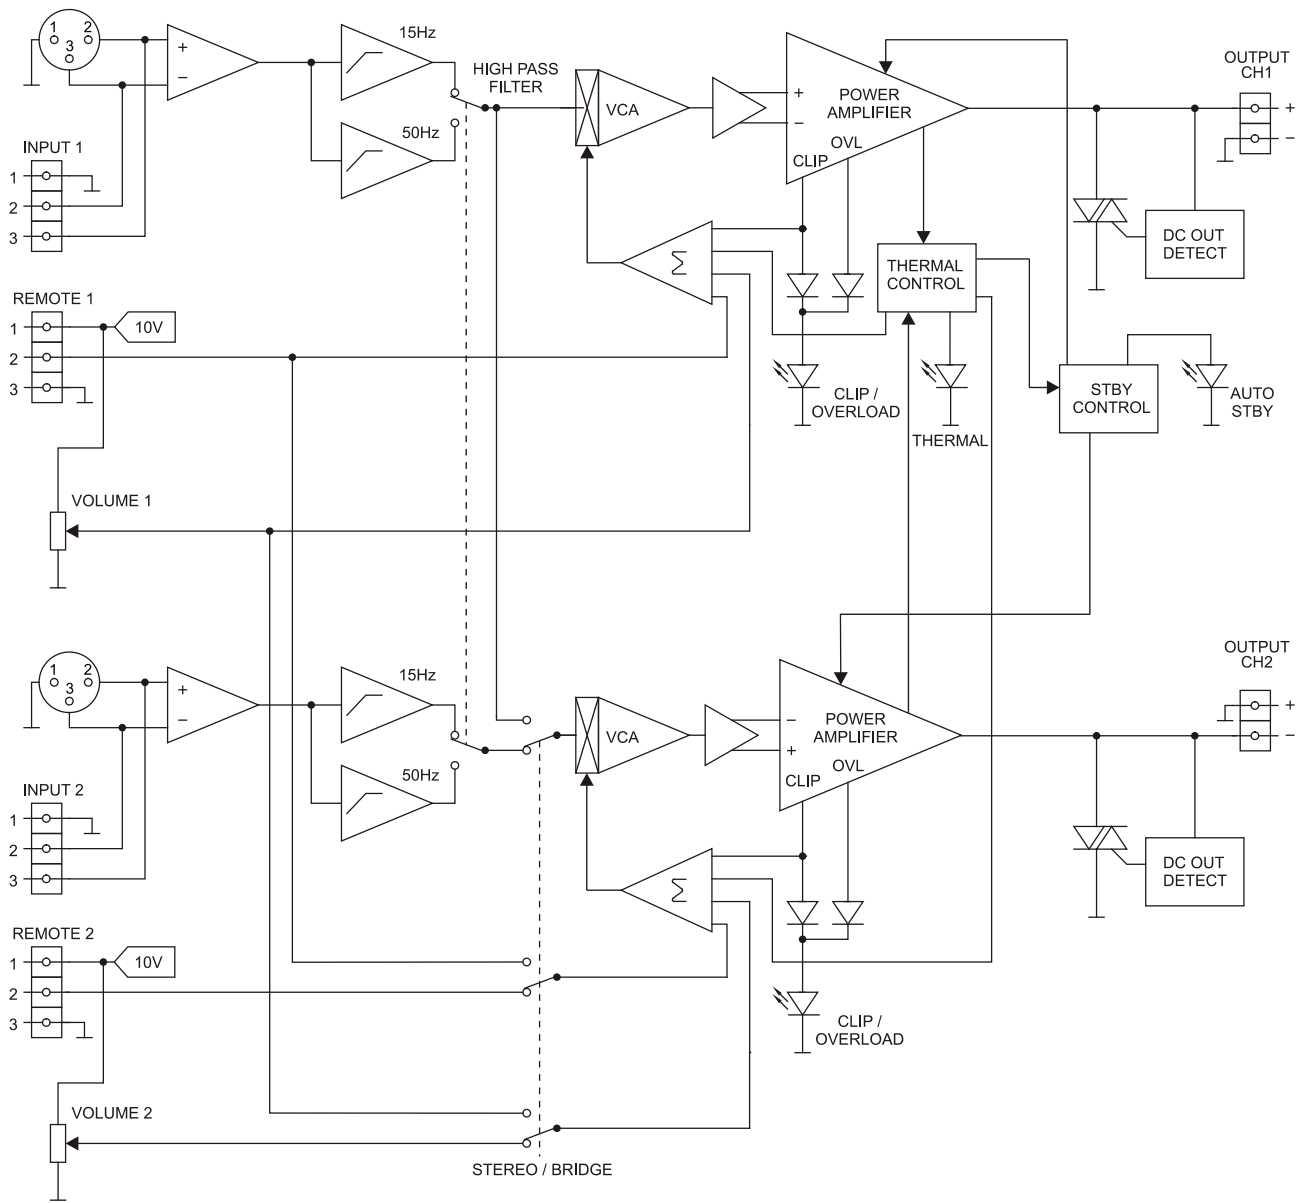 1 2
3
+
−
15Hz
HIGH PASS
FILTER
50Hz
VCA
+
−
POWER
AMPLIFIER
CLIP
OVL
OUTPUT
CH1
+
−
INPUT 1
1
2
3
Σ
THERMAL
CONTROL
DC OUT
DETECT
REMOTE 1
1
2
3
10V
CLIP /
OVERLOAD
THERMAL
STBY
CONTROL
AUTO
STBY
VOLUME 1
1 2
3
+
−
15Hz
50Hz
VCA
−
+
POWER
AMPLIFIER
CLIP
OVL
OUTPUT
CH2
+
−
INPUT 2
1
2
3
Σ
DC OUT
DETECT
REMOTE 2
1
2
3
10V
CLIP /
OVERLOAD
VOLUME 2
STEREO / BRIDGE